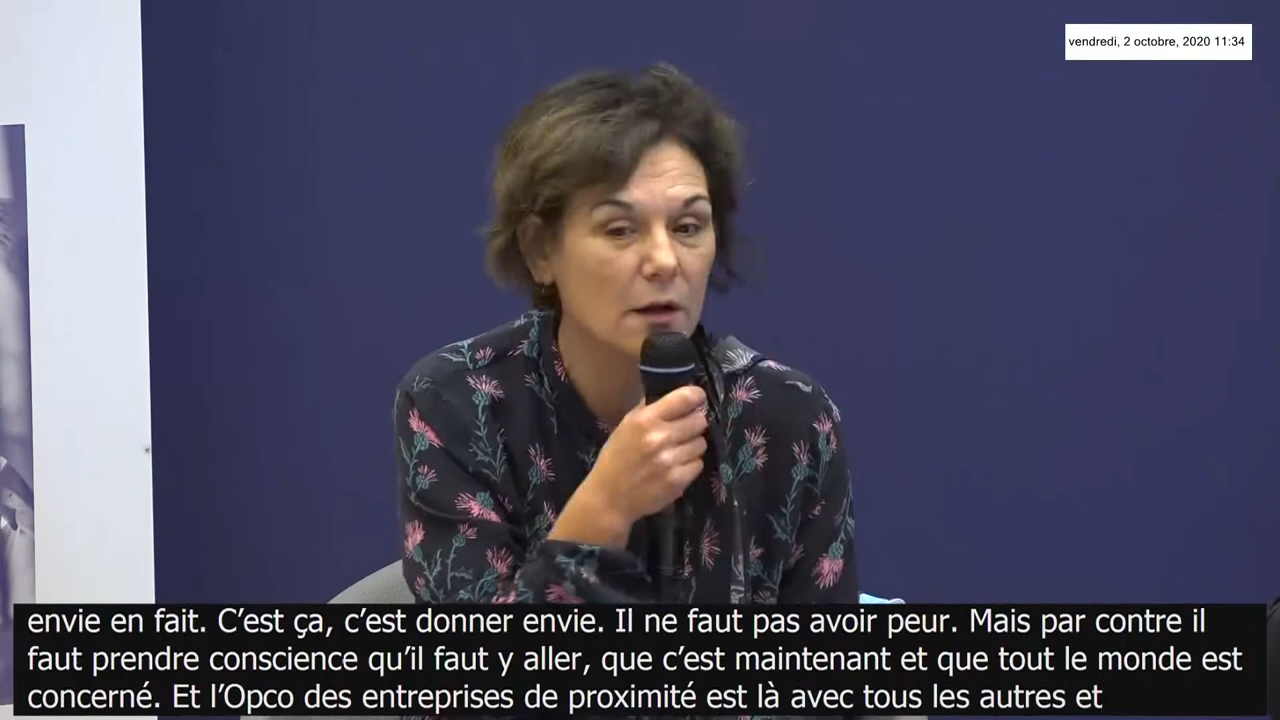 vendredi, 2 octobre, 2020 11:34
envie en fait. C’est ça, c’est donner envie. Il ne faut pas avoir peur. Mais par contre il
faut prendre conscience qu’il faut y aller, que c’est maintenant et que tout le monde est
concerné. Et l’Opco des entreprises de proximité est là avec tous les autres et